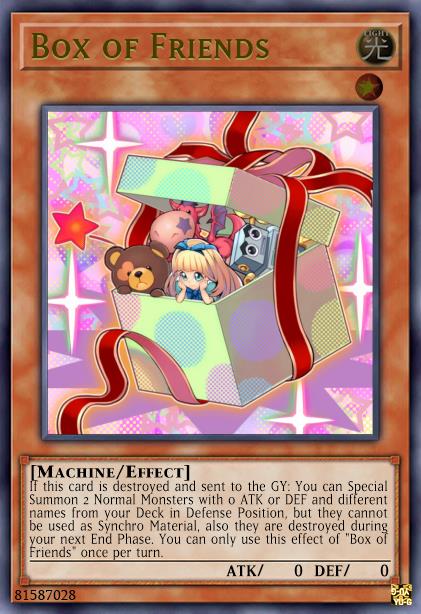 Box of Friends
LIGHT
光
[Machine/Effect]
If this card is destroyed and sent to the GY: You can Special
Summon 2 Normal Monsters with 0 ATK or DEF and different
names from your Deck in Defense Position, but they cannot
be used as Synchro Material, also they are destroyed during
your next End Phase. You can only use this effect of "Box of
Friends" once per turn.
ATK/ 0 DEF/ 0
81587028